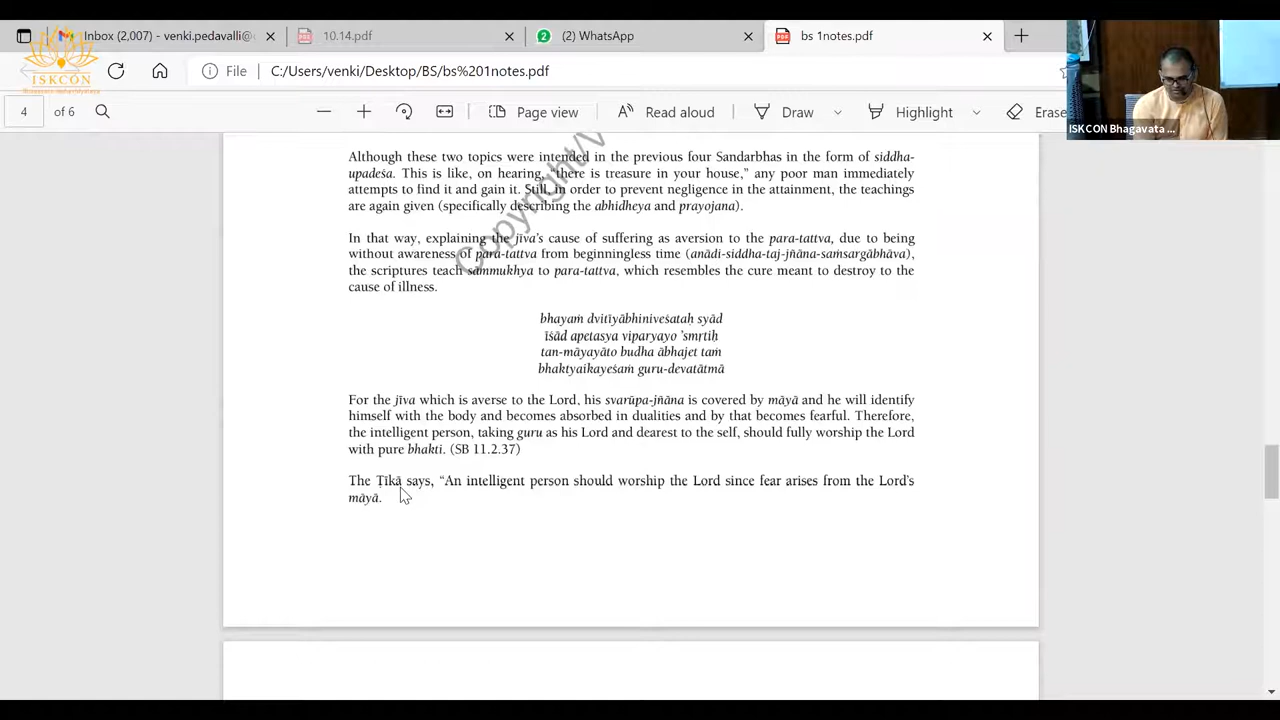 Inbox (2,007) - venki.pedavalli@
10.14.pdf
(2) WhatsApp
bs 1notes.pdf
ISKCON
File
C:/Users/venki/Desktop/BS/bs%201notes.pdf
4 of 6
Page view
Read aloud
Draw
Highlight
Erase
ISKCON Bhagavata ...
Although these two topics were intended in the previous four Sandarbhas in the form of siddha-
upadeśa. This is like, on hearing, "there is treasure in your house," any poor man immediately
attempts to find it and gain it. Still, in order to prevent negligence in the attainment, the teachings
are again given (specifically describing the abhidheya and prayojana).
In that way, explaining the jīva's cause of suffering as aversion to the para-tattva, due to being
without awareness of para-tattva from beginningless time (anādi-siddha-taj-jñāna-saṁsargābhāva),
the scriptures teach sāmmukhya to para-tattva, which resembles the cure meant to destroy to the
cause of illness.
bhayaṁ dvitīyābhiniveśataḥ syād
īśād apetasya viparyayo 'smṛtiḥ
tan-māyayāto budha ābhajet taṁ
bhaktyaikayeśaṁ guru-devatātmā
For the jīva which is averse to the Lord, his svarūpa-jñāna is covered by māyā and he will identify
himself with the body and becomes absorbed in dualities and by that becomes fearful. Therefore,
the intelligent person, taking guru as his Lord and dearest to the self, should fully worship the Lord
with pure bhakti. (SB 11.2.37)
The Ṭīkā says, "An intelligent person should worship the Lord since fear arises from the Lord's
māyā.
Copyright/V